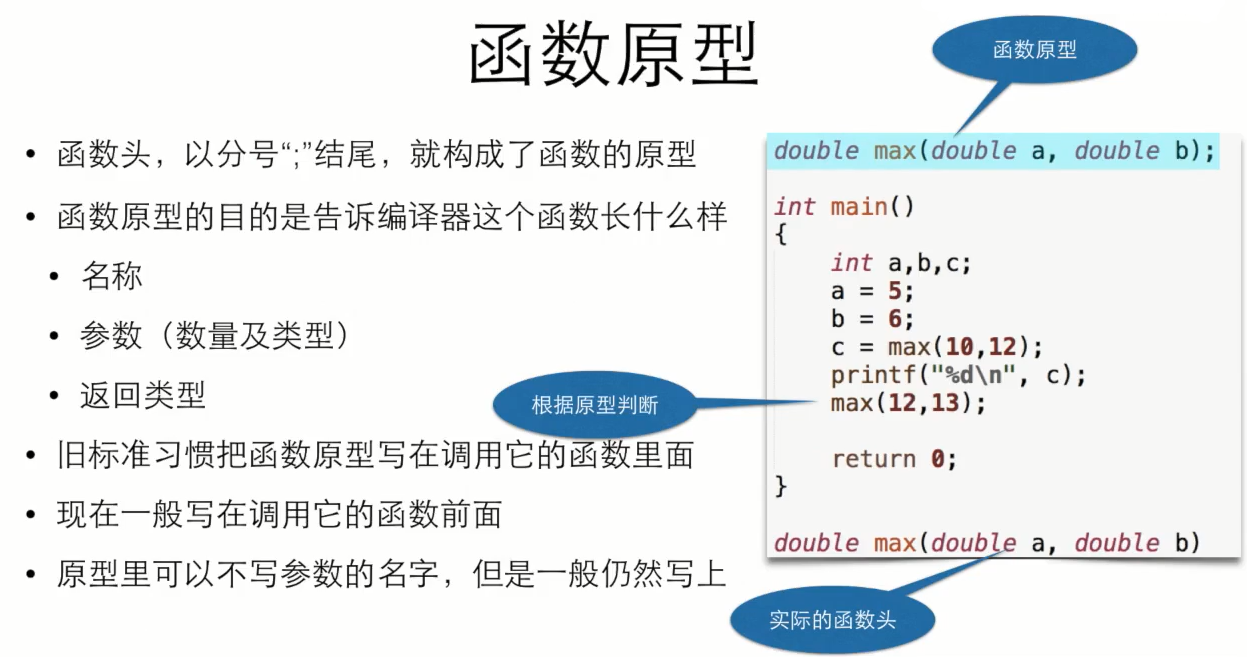 函数原型
• 函数头，以分号“;”结尾，就构成了函数的原型
• 函数原型的目的是告诉编译器这个函数长什么样
• 名称
• 参数（数量及类型）
• 返回类型
• 旧标准习惯把函数原型写在调用它的函数里面
• 现在一般写在调用它的函数前面
• 原型里可以不写参数的名字，但是一般仍然写上
函数原型
double max(double a, double b);
int main()
{
    int a,b,c;
    a = 5;
    b = 6;
    c = max(10,12);
    printf("%d\n", c);
    max(12,13);
    return 0;
}
double max(double a, double b)
根据原型判断
实际的函数头